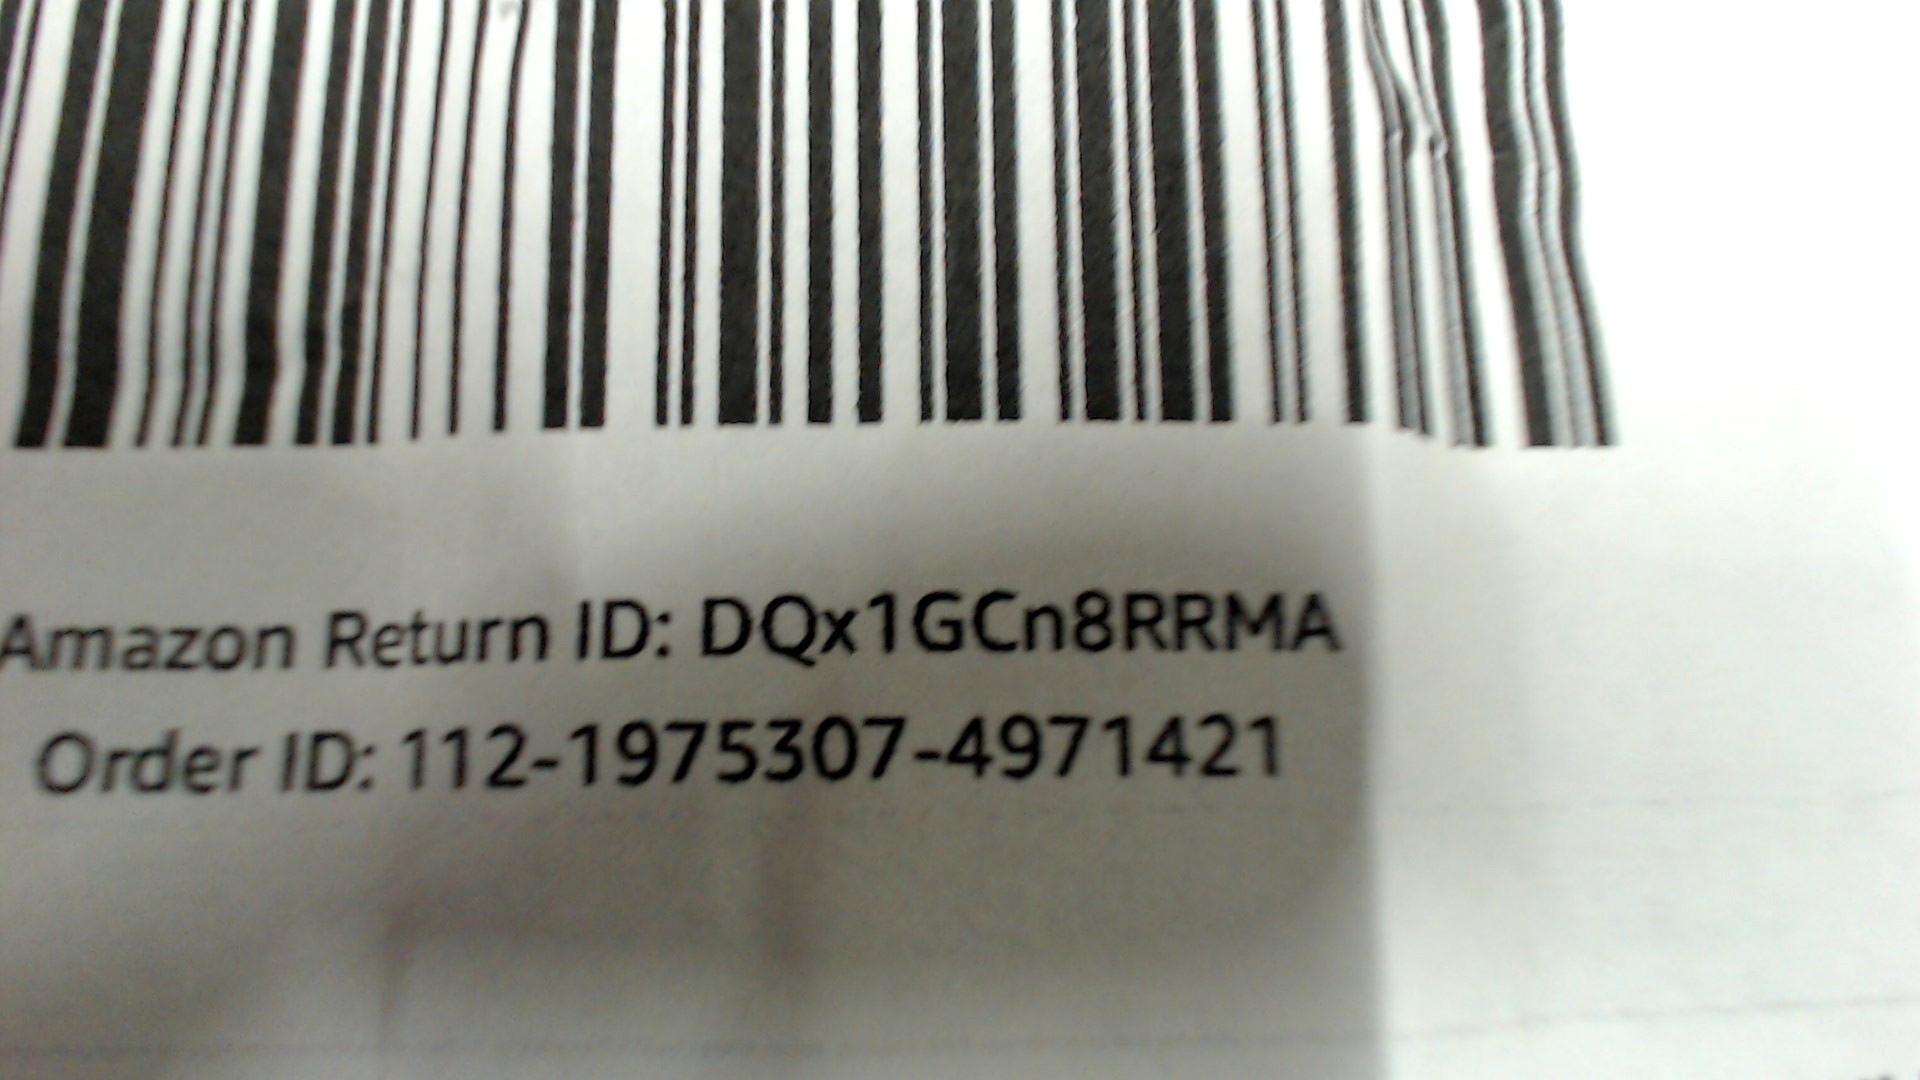 Amazon Return ID: DQx1GCn8RRMA
Order ID: 112-1975307-4971421